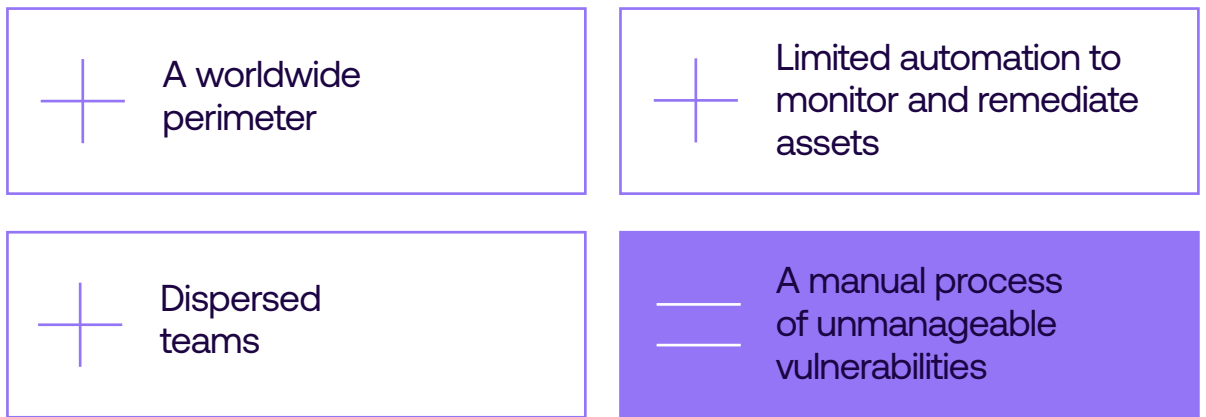 A worldwide
perimeter
Limited automation to
monitor and remediate
assets
Dispersed
teams
A manual process
of unmanageable
vulnerabilities